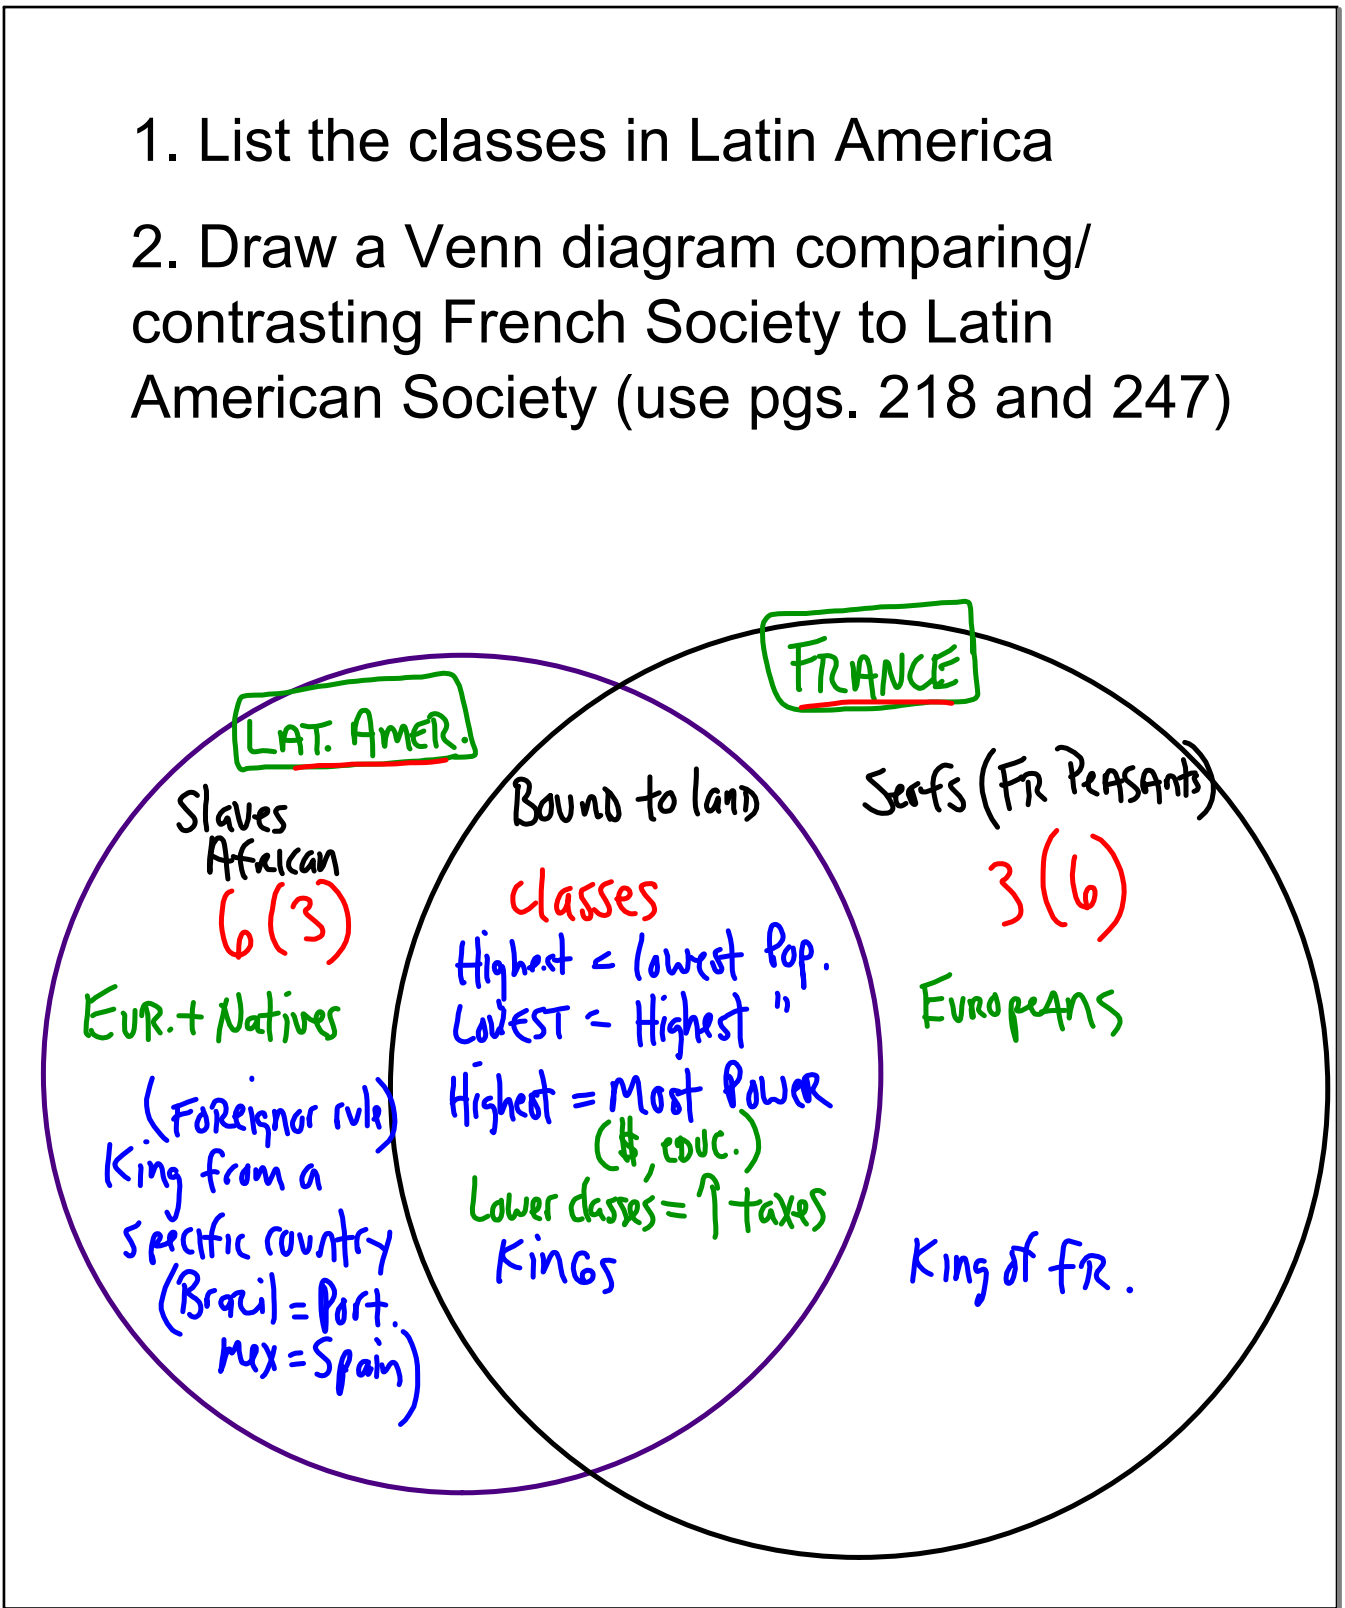 1. List the classes in Latin America
2. Draw a Venn diagram comparing/
contrasting French Society to Latin
American Society (use pgs. 218 and 247)
LAT. AMER.
Slaves
African
6 (3)
EUR. + Natives
(Foreignor rule)
King from a
specific country
(Brazil = Port.
Mex = Spain)
Bound to land
classes
Highest = lowest Pop.
Lowest = Highest "
Highest = Most Power
($, educ.)
Lower classes = ↑ taxes
Kings
FRANCE
Serfs (FR Peasants)
3 (6)
Europeans
King of FR.